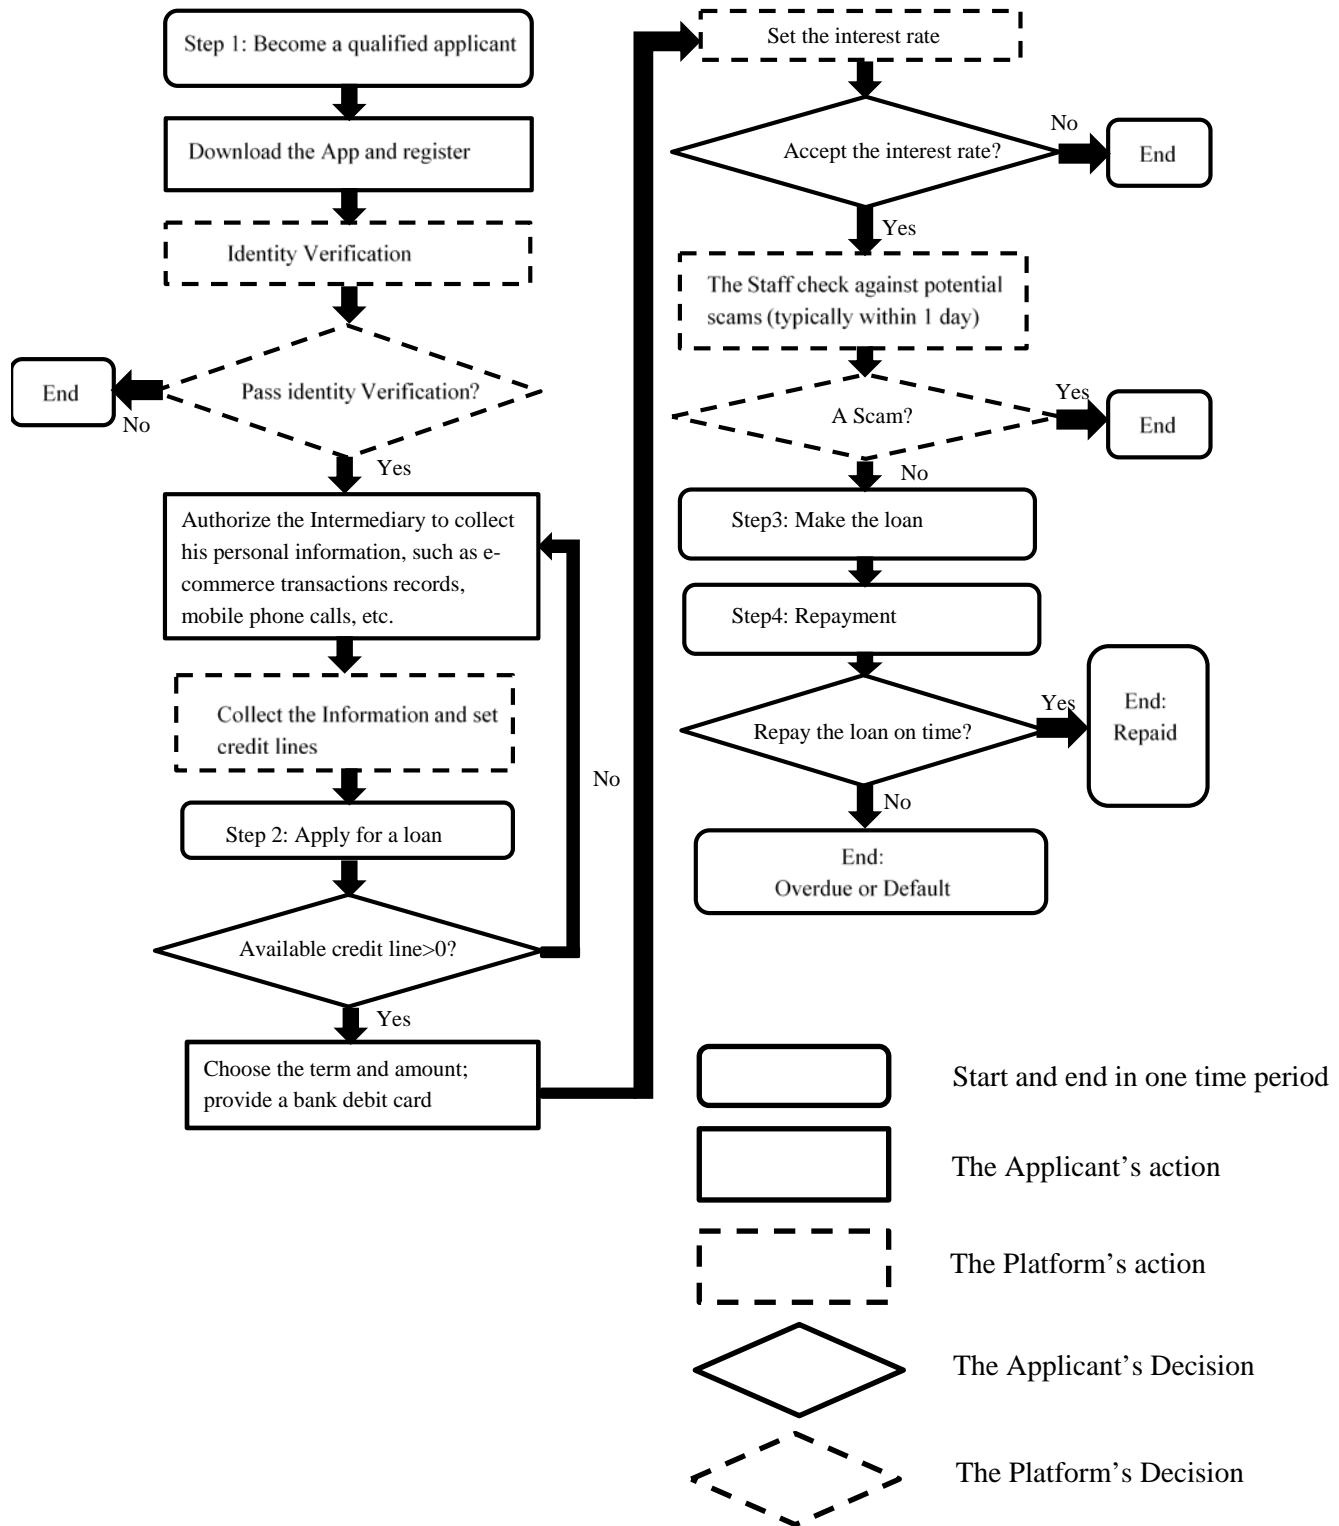 Step 1: Become a qualified applicant
Download the App and register
Identity Verification
Pass identity Verification?
No
End
Yes
Authorize the Intermediary to collect
his personal information, such as e-
commerce transactions records,
mobile phone calls, etc.
Collect the Information and set
credit lines
Step 2: Apply for a loan
Available credit line>0?
No
Yes
Choose the term and amount;
provide a bank debit card
Set the interest rate
Accept the interest rate?
No
End
Yes
The Staff check against potential
scams (typically within 1 day)
A Scam?
Yes
End
No
Step3: Make the loan
Step4: Repayment
Repay the loan on time?
Yes
End:
Repaid
No
End:
Overdue or Default
Start and end in one time period
The Applicant’s action
The Platform’s action
The Applicant’s Decision
The Platform’s Decision